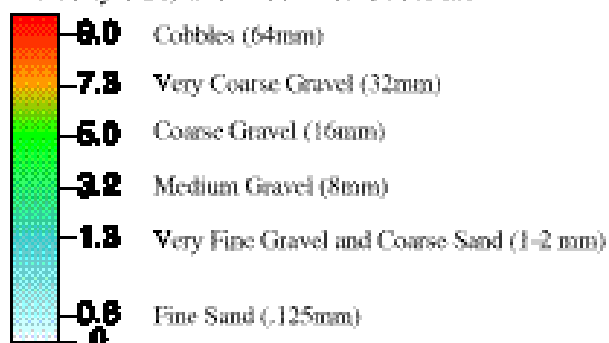 9.0 Cobbles (64mm)
7.3 Very Coarse Gravel (32mm)
5.0 Coarse Gravel (16mm)
3.2 Medium Gravel (8mm)
1.3 Very Fine Gravel and Coarse Sand (1-2 mm)
0.6 Fine Sand (.125mm)
0